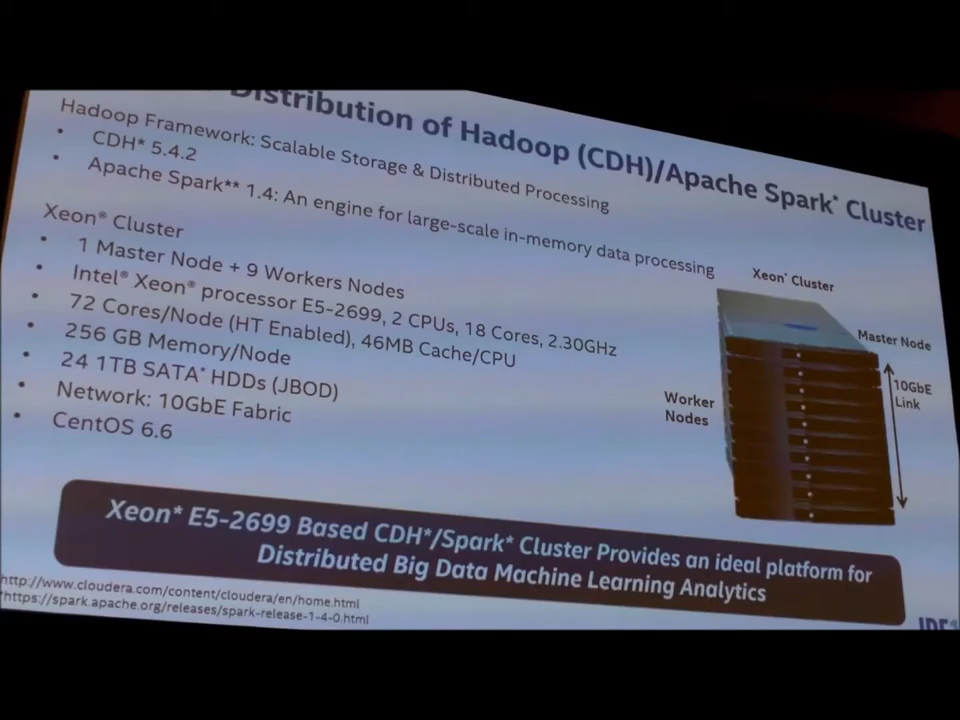 Distribution of Hadoop (CDH)/Apache Spark* Cluster
Hadoop Framework: Scalable Storage & Distributed Processing
• CDH* 5.4.2
• Apache Spark** 1.4: An engine for large-scale in-memory data processing
Xeon® Cluster
• 1 Master Node + 9 Workers Nodes
• Intel® Xeon® processor E5-2699, 2 CPUs, 18 Cores, 2.30GHz
• 72 Cores/Node (HT Enabled), 46MB Cache/CPU
• 256 GB Memory/Node
• 24 1TB SATA* HDDs (JBOD)
• Network: 10GbE Fabric
• CentOS 6.6
Xeon* Cluster
Master Node
10GbE
Link
Worker
Nodes
Xeon* E5-2699 Based CDH*/Spark* Cluster Provides an ideal platform for
Distributed Big Data Machine Learning Analytics
http://www.cloudera.com/content/cloudera/en/home.html
*https://spark.apache.org/releases/spark-release-1-4-0.html